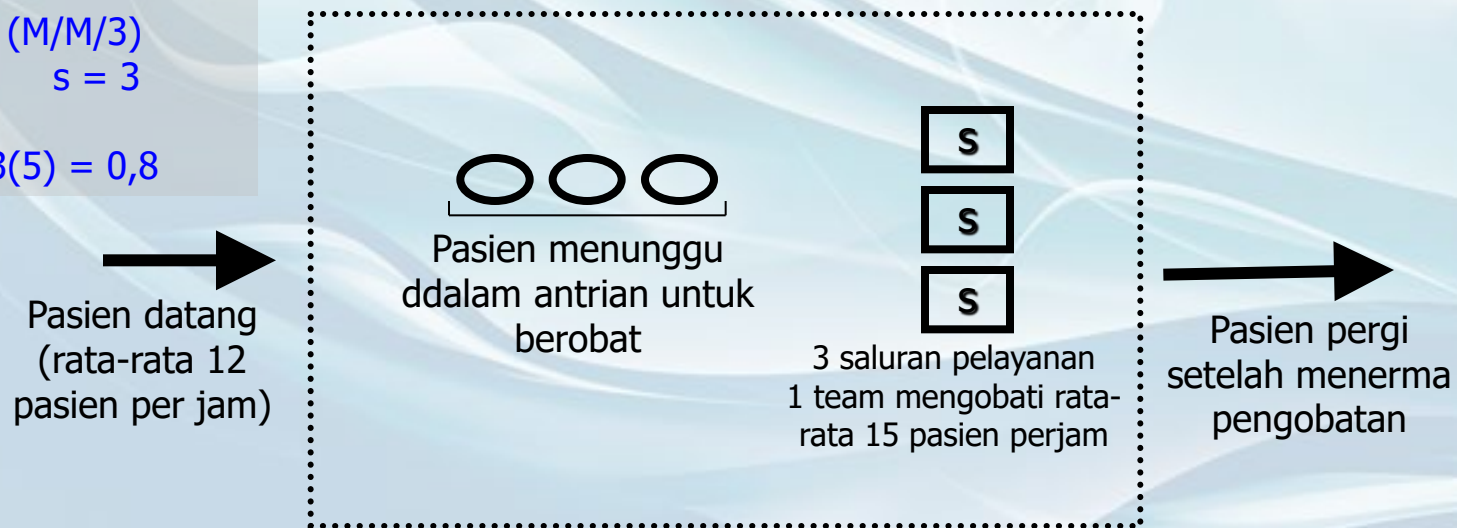 (M/M/3)
s = 3
3(5) = 0,8
S
S
S
Pasien menunggu
ddalam antrian untuk
berobat
Pasien datang
(rata-rata 12
pasien per jam)
3 saluran pelayanan
1 team mengobati rata-
rata 15 pasien perjam
Pasien pergi
setelah menerma
pengobatan